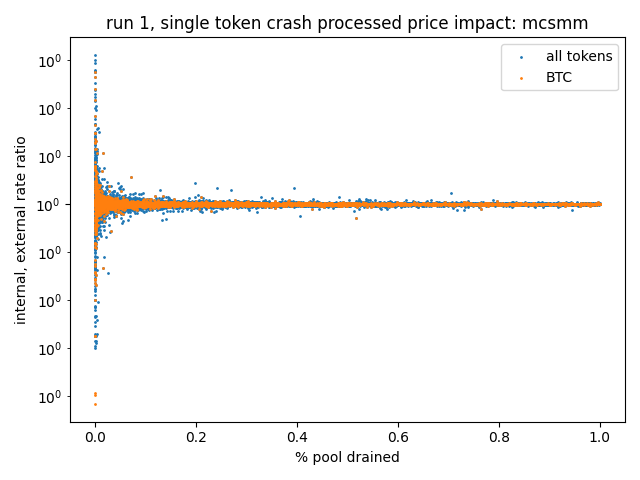 run 1, single token crash processed price impact: mcsmm
all tokens
BTC
10⁰
10⁰
10⁰
10⁰
10⁰
10⁰
10⁰
10⁰
internal, external rate ratio
0.0 0.2 0.4 0.6 0.8 1.0
% pool drained